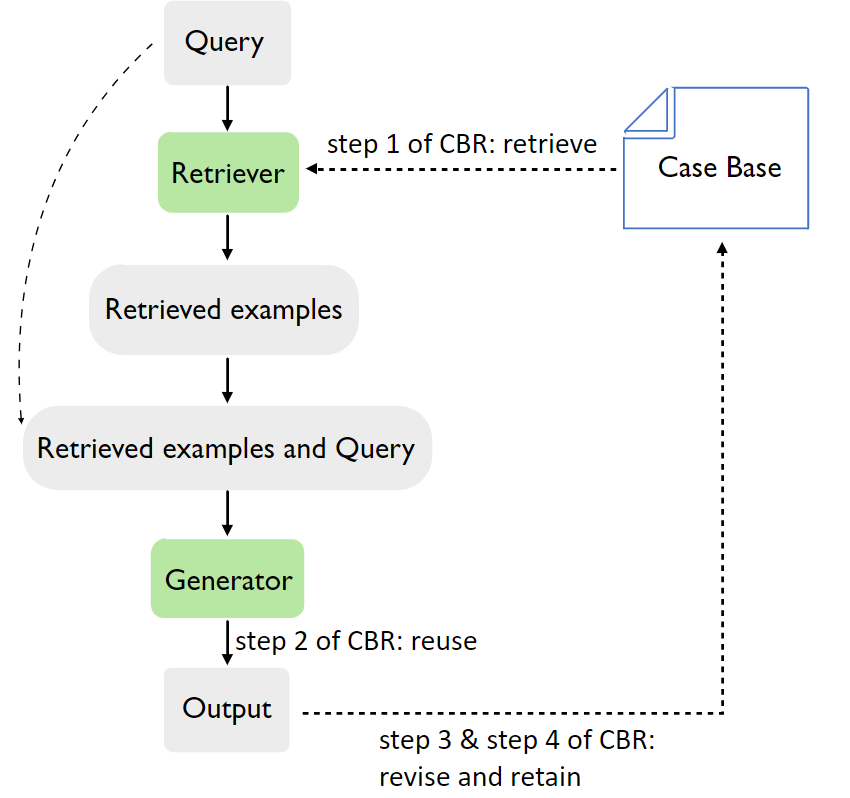 Query
step 1 of CBR: retrieve
Case Base
Retriever
Retrieved examples
Retrieved examples and Query
Generator
step 2 of CBR: reuse
Output
step 3 & step 4 of CBR:
revise and retain